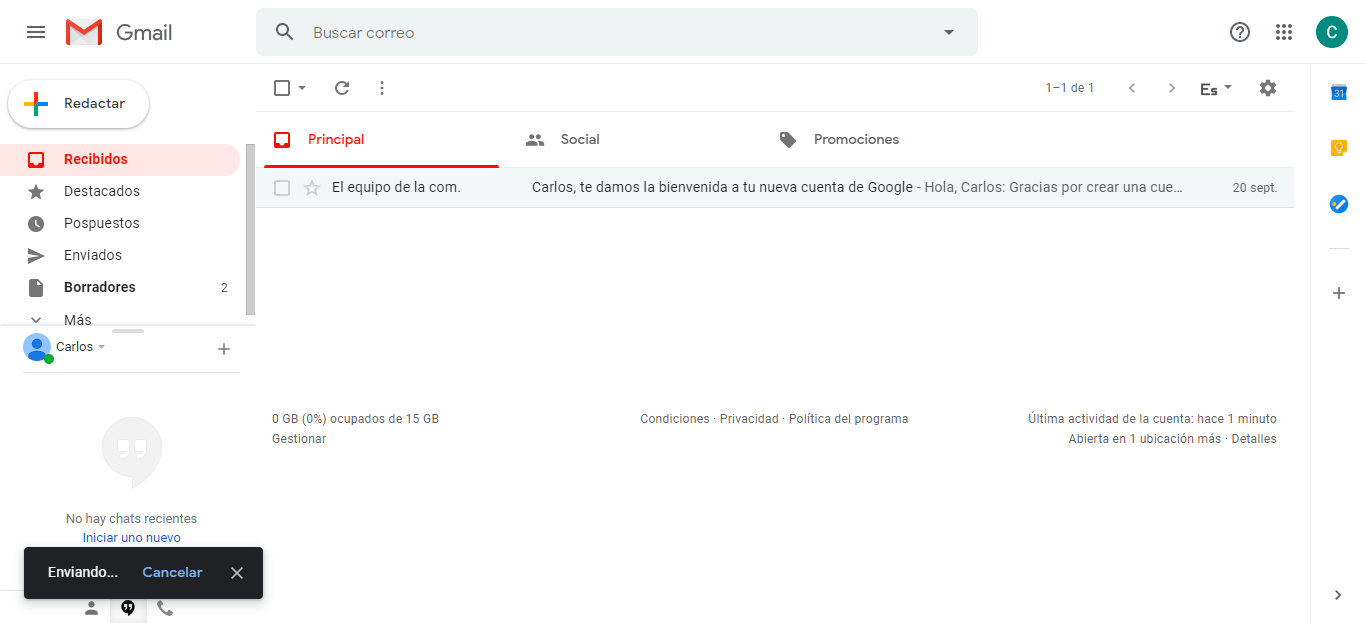 Gmail
Buscar correo
C
Redactar
1–1 de 1
Es
31
Recibidos
Destacados
Pospuestos
Enviados
Borradores 2
Más
Principal Social Promociones
El equipo de la com. Carlos, te damos la bienvenida a tu nueva cuenta de Google - Hola, Carlos: Gracias por crear una cue… 20 sept.
Carlos
0 GB (0%) ocupados de 15 GB
Gestionar
Condiciones · Privacidad · Política del programa
Última actividad de la cuenta: hace 1 minuto
Abierta en 1 ubicación más · Detalles
No hay chats recientes
Iniciar uno nuevo
Enviando... Cancelar